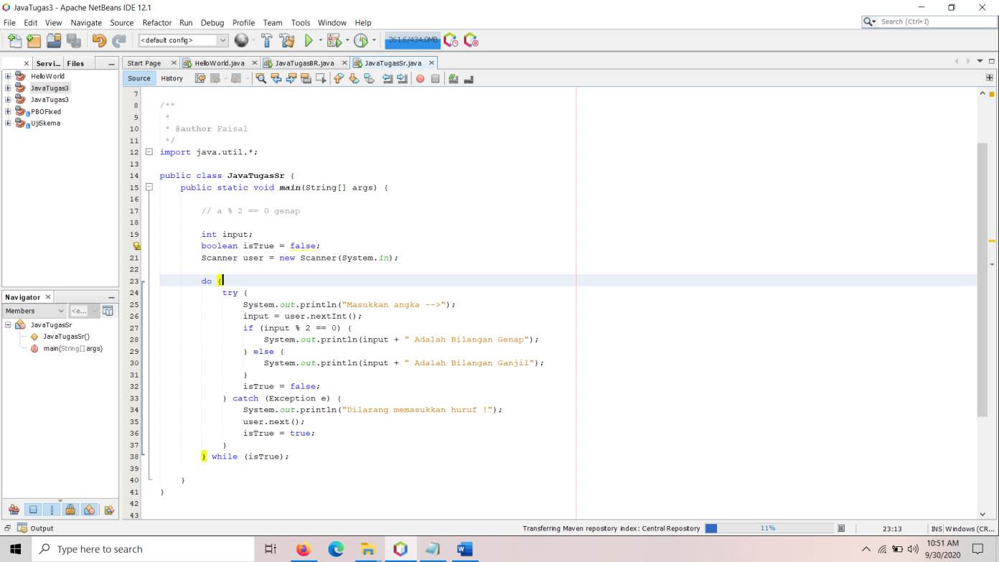 JavaTugas3 - Apache NetBeans IDE 12.1
File Edit View Navigate Source Refactor Run Debug Profile Team Tools Window Help
Search (Ctrl+I)
<default config>
261.6/434.0MB
Servi... Files
Start Page HelloWorld.java JavaTugasBR.java JavaTugasSr.java
HelloWorld
JavaTugas3
JavaTugas3
PBOFixed
UjiSkema
Source History
7
8 /**
9 *
10 * @author Faisal
11 */
12 import java.util.*;
13
14 public class JavaTugasSr {
15 public static void main(String[] args) {
16
17 // a % 2 == 0 genap
18
19 int input;
boolean isTrue = false;
21 Scanner user = new Scanner(System.in);
22
23 do {
24 try {
25 System.out.println("Masukkan angka -->");
26 input = user.nextInt();
27 if (input % 2 == 0) {
28 System.out.println(input + " Adalah Bilangan Genap");
29 } else {
30 System.out.println(input + " Adalah Bilangan Ganjil");
31 }
32 isTrue = false;
33 } catch (Exception e) {
34 System.out.println("Dilarang memasukkan huruf !");
35 user.next();
36 isTrue = true;
37 }
38 } while (isTrue);
39
40 }
41 }
42
43
Navigator
Members <e...
JavaTugasSr
JavaTugasSr()
main(String[] args)
Output
Transferring Maven repository index: Central Repository 11% 23:13 INS Windows (CR...
Type here to search
10:51 AM
9/30/2020